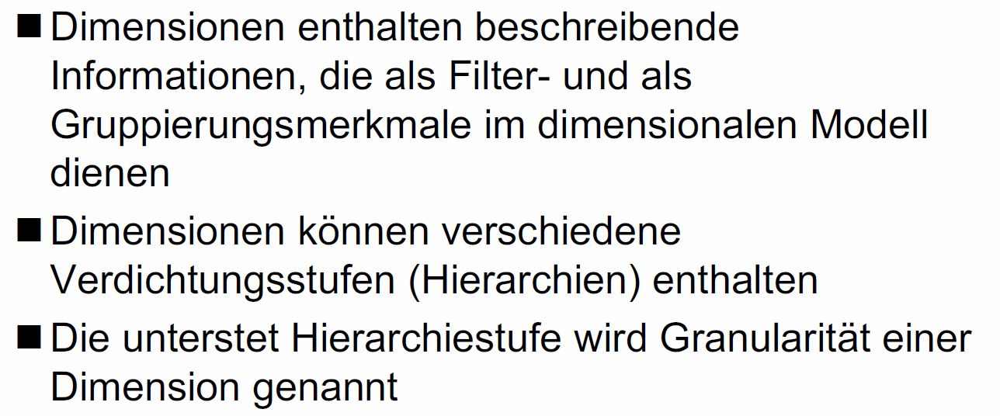 ■ Dimensionen enthalten beschreibende
Informationen, die als Filter- und als
Gruppierungsmerkmale im dimensionalen Modell
dienen
■ Dimensionen können verschiedene
Verdichtungsstufen (Hierarchien) enthalten
■ Die unterstet Hierarchiestufe wird Granularität einer
Dimension genannt